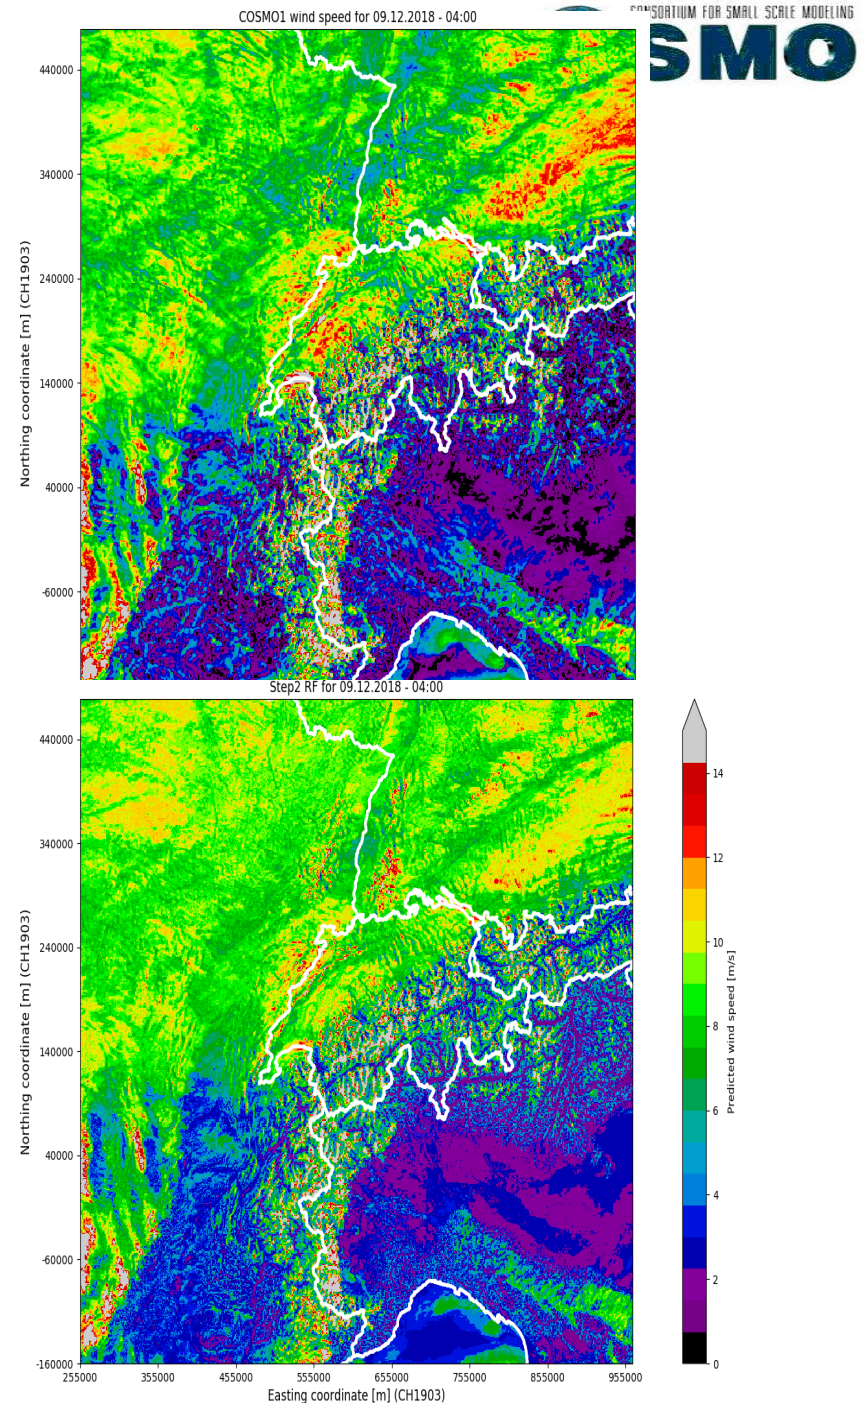 COSMO1 wind speed for 09.12.2018 - 04:00
SORTIUM FOR SMALL SCALE MODELING
SMO
440000
340000
240000
140000
40000
-60000
Northing coordinate [m] (CH1903)
Step2 RF for 09.12.2018 - 04:00
440000
340000
240000
140000
40000
-60000
-160000
Northing coordinate [m] (CH1903)
255000 355000 455000 555000 655000 755000 855000 955000
Easting coordinate [m] (CH1903)
14
12
10
8
6
4
2
0
Predicted wind speed [m/s]